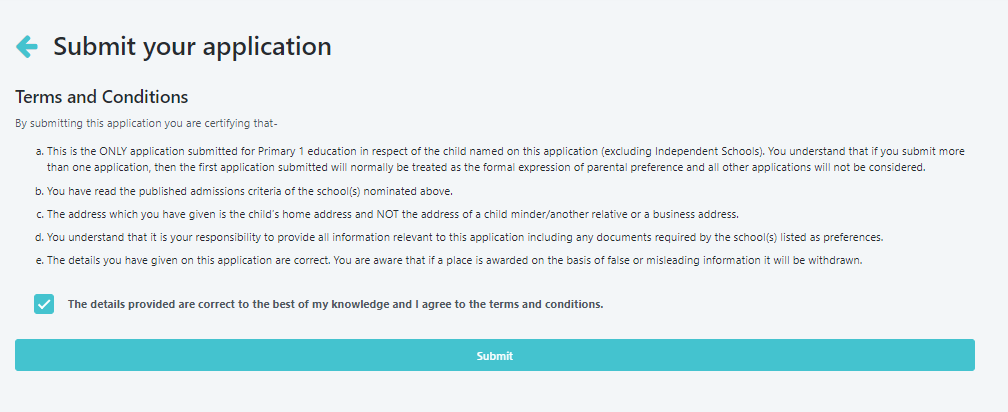 Submit your application
Terms and Conditions
By submitting this application you are certifying that-
a. This is the ONLY application submitted for Primary 1 education in respect of the child named on this application (excluding Independent Schools). You understand that if you submit more
than one application, then the first application submitted will normally be treated as the formal expression of parental preference and all other applications will not be considered.
b. You have read the published admissions criteria of the school(s) nominated above.
c. The address which you have given is the child's home address and NOT the address of a child minder/another relative or a business address.
d. You understand that it is your responsibility to provide all information relevant to this application including any documents required by the school(s) listed as preferences.
e. The details you have given on this application are correct. You are aware that if a place is awarded on the basis of false or misleading information it will be withdrawn.
The details provided are correct to the best of my knowledge and I agree to the terms and conditions.
Submit